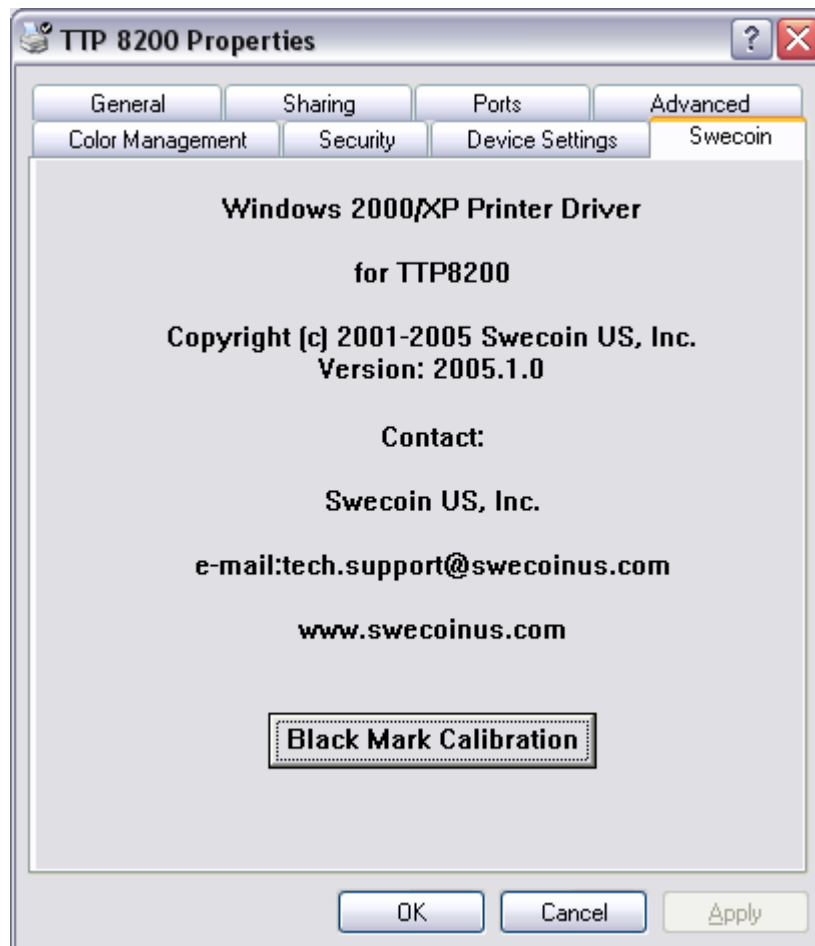 TTP 8200 Properties
?
X
General Sharing Ports Advanced
Color Management Security Device Settings Swecoin
Windows 2000/XP Printer Driver
for TTP8200
Copyright (c) 2001-2005 Swecoin US, Inc.
Version: 2005.1.0
Contact:
Swecoin US, Inc.
e-mail:tech.support@swecoinus.com
www.swecoinus.com
Black Mark Calibration
OK Cancel Apply